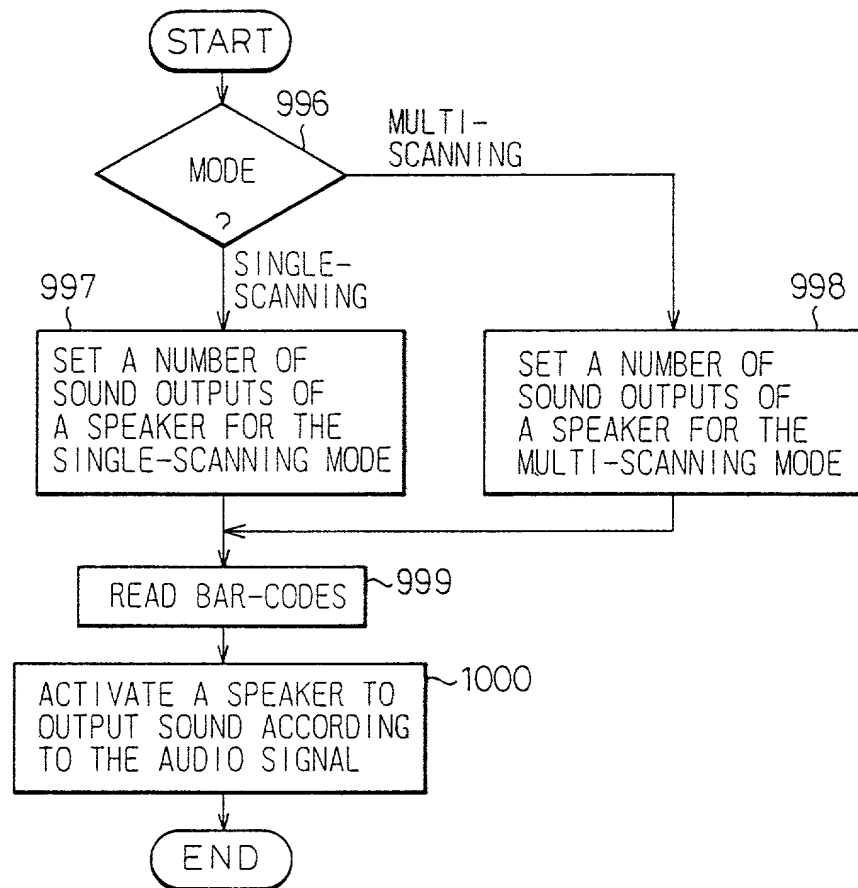 START
996
MULTI-
SCANNING
MODE
?
SINGLE-
SCANNING
997
SET A NUMBER OF
SOUND OUTPUTS OF
A SPEAKER FOR THE
SINGLE-SCANNING MODE
998
SET A NUMBER OF
SOUND OUTPUTS OF
A SPEAKER FOR THE
MULTI-SCANNING MODE
READ BAR-CODES
999
ACTIVATE A SPEAKER TO
OUTPUT SOUND ACCORDING
TO THE AUDIO SIGNAL
1000
END